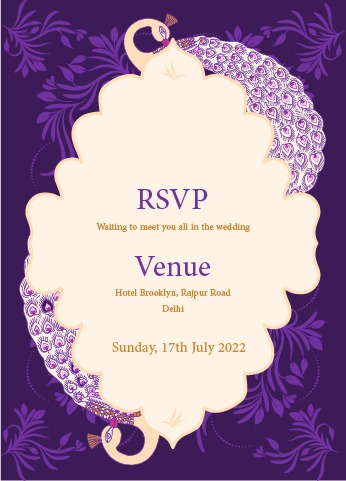 RSVP
Waiting to meet you all in the wedding
Venue
Hotel Brooklyn, Rajpur Road
Delhi
Sunday, 17th July 2022